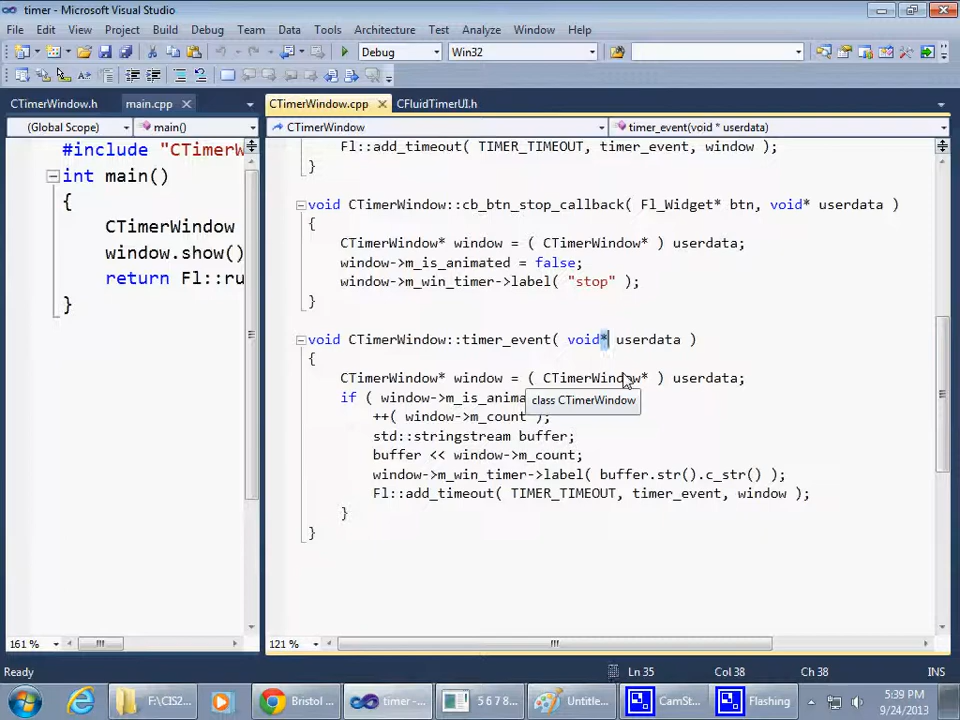 timer - Microsoft Visual Studio
File Edit View Project Build Debug Team Data Tools Architecture Test Analyze Window Help
Debug Win32
CTimerWindow.h main.cpp CTimerWindow.cpp CFluidTimerUI.h
(Global Scope) main() CTimerWindow timer_event(void * userdata)
#include "CTimerW
int main()
{
CTimerWindow
window.show()
return Fl::ru
}
Fl::add_timeout( TIMER_TIMEOUT, timer_event, window );
}
void CTimerWindow::cb_btn_stop_callback( Fl_Widget* btn, void* userdata )
{
CTimerWindow* window = ( CTimerWindow* ) userdata;
window->m_is_animated = false;
window->m_win_timer->label( "stop" );
}
void CTimerWindow::timer_event( void* userdata )
{
CTimerWindow* window = ( CTimerWindow* ) userdata;
if ( window->m_is_anima
class CTimerWindow
++( window->m_count );
std::stringstream buffer;
buffer << window->m_count;
window->m_win_timer->label( buffer.str().c_str() );
Fl::add_timeout( TIMER_TIMEOUT, timer_event, window );
}
}
161 % 121 %
Ready Ln 35 Col 38 Ch 38 INS
F:\CIS2... Bristol ... timer -... 5 6 7 8... Untitle... CamSt... Flashing 5:39 PM
9/24/2013